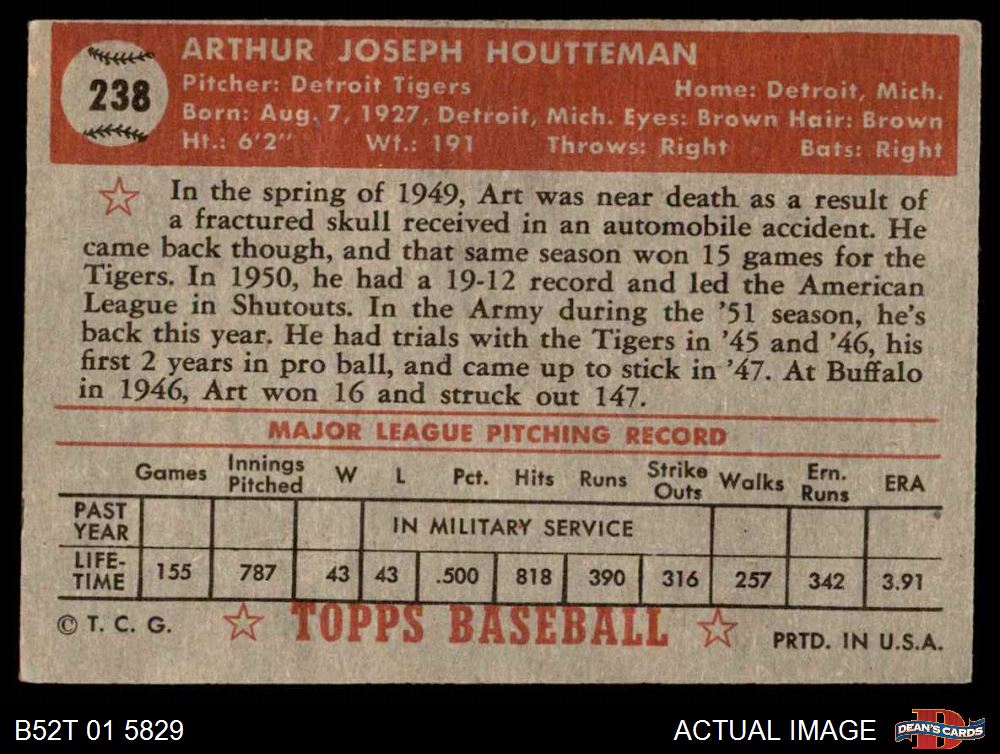 238
ARTHUR JOSEPH HOUTTEMAN
Pitcher: Detroit Tigers Home: Detroit, Mich.
Born: Aug. 7, 1927, Detroit, Mich. Eyes: Brown Hair: Brown
Ht.: 6'2" Wt.: 191 Throws: Right Bats: Right
In the spring of 1949, Art was near death as a result of
a fractured skull received in an automobile accident. He
came back though, and that same season won 15 games for the
Tigers. In 1950, he had a 19-12 record and led the American
League in Shutouts. In the Army during the '51 season, he's
back this year. He had trials with the Tigers in '45 and '46, his
first 2 years in pro ball, and came up to stick in '47. At Buffalo
in 1946, Art won 16 and struck out 147.
MAJOR LEAGUE PITCHING RECORD
Games Innings Pitched W L Pct. Hits Runs Strike Outs Walks Ern. Runs ERA
PAST YEAR IN MILITARY SERVICE
LIFE-TIME 155 787 43 43 .500 818 390 316 257 342 3.91
© T. C. G. TOPPS BASEBALL PRTD. IN U.S.A.
B52T 01 5829 ACTUAL IMAGE DEAN'S CARDS